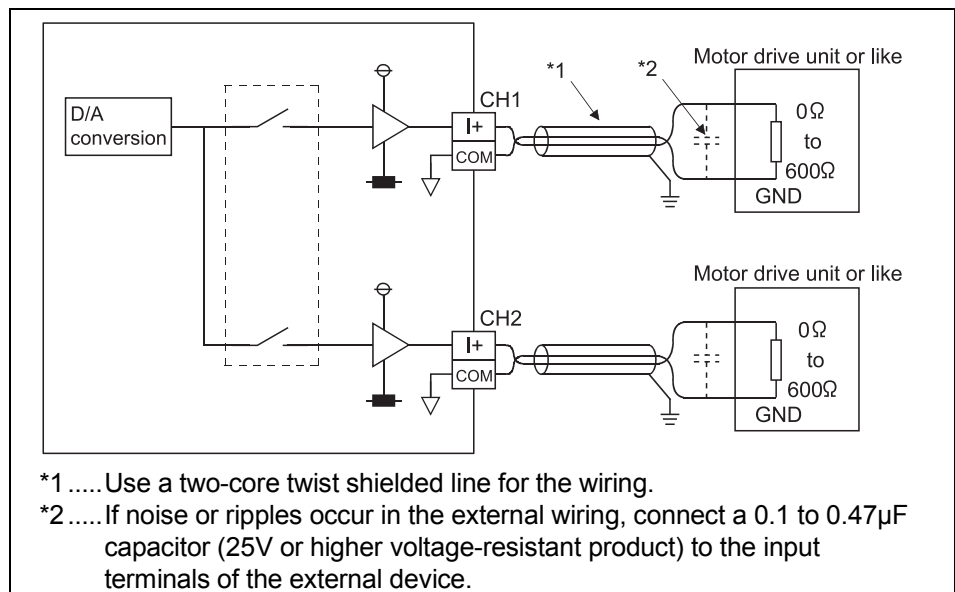 Motor drive unit or like
*1
*2
CH1
D/A
conversion
I+
COM
0Ω
to
600Ω
GND
Motor drive unit or like
CH2
I+
COM
0Ω
to
600Ω
GND
*1.....Use a two-core twist shielded line for the wiring.
*2.....If noise or ripples occur in the external wiring, connect a 0.1 to 0.47µF
capacitor (25V or higher voltage-resistant product) to the input
terminals of the external device.